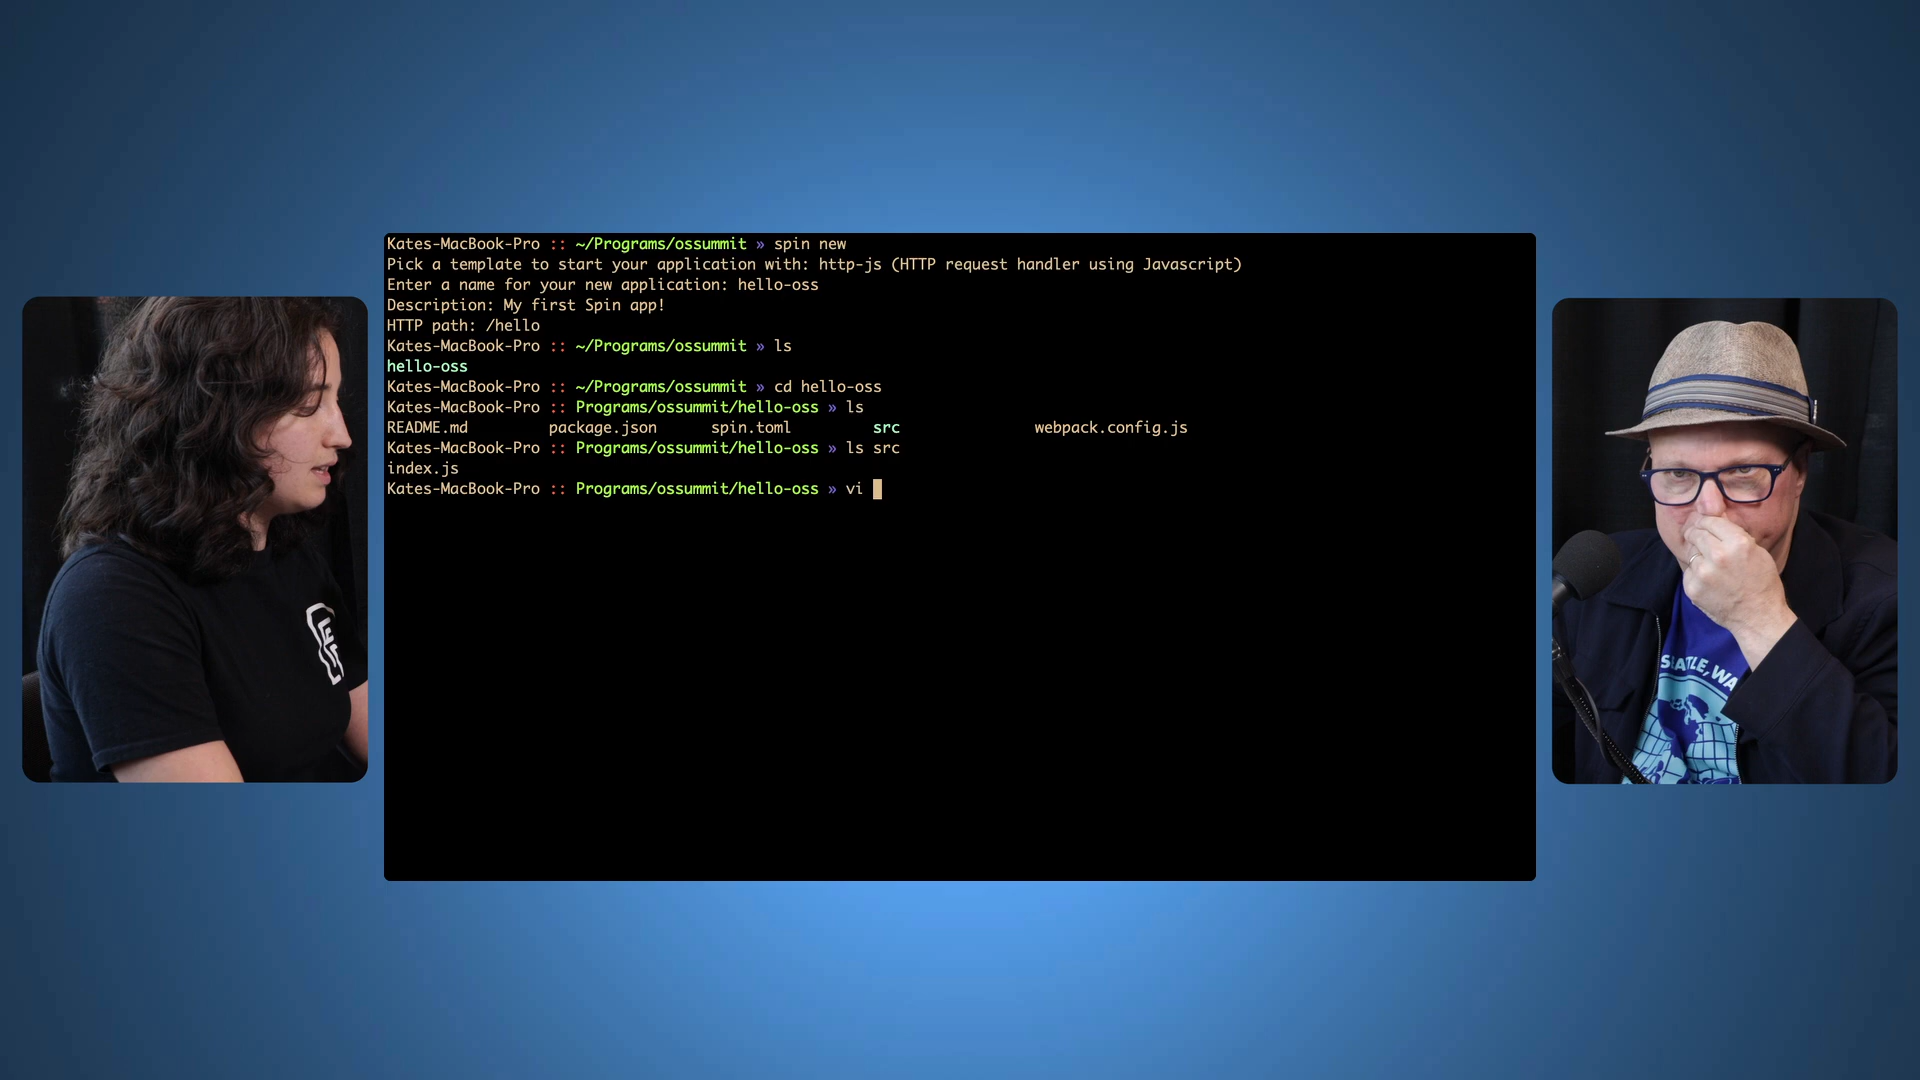 Kates-MacBook-Pro :: ~/Programs/ossummit » spin new
Pick a template to start your application with: http-js (HTTP request handler using Javascript)
Enter a name for your new application: hello-oss
Description: My first Spin app!
HTTP path: /hello
Kates-MacBook-Pro :: ~/Programs/ossummit » ls
hello-oss
Kates-MacBook-Pro :: ~/Programs/ossummit » cd hello-oss
Kates-MacBook-Pro :: Programs/ossummit/hello-oss » ls
README.md package.json spin.toml src webpack.config.js
Kates-MacBook-Pro :: Programs/ossummit/hello-oss » ls src
index.js
Kates-MacBook-Pro :: Programs/ossummit/hello-oss » vi
SEATTLE, WA